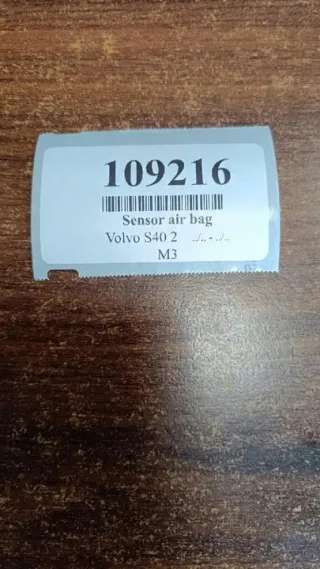 109216
Sensor air bag
Volvo S40 2 ../.. - ../..
M3